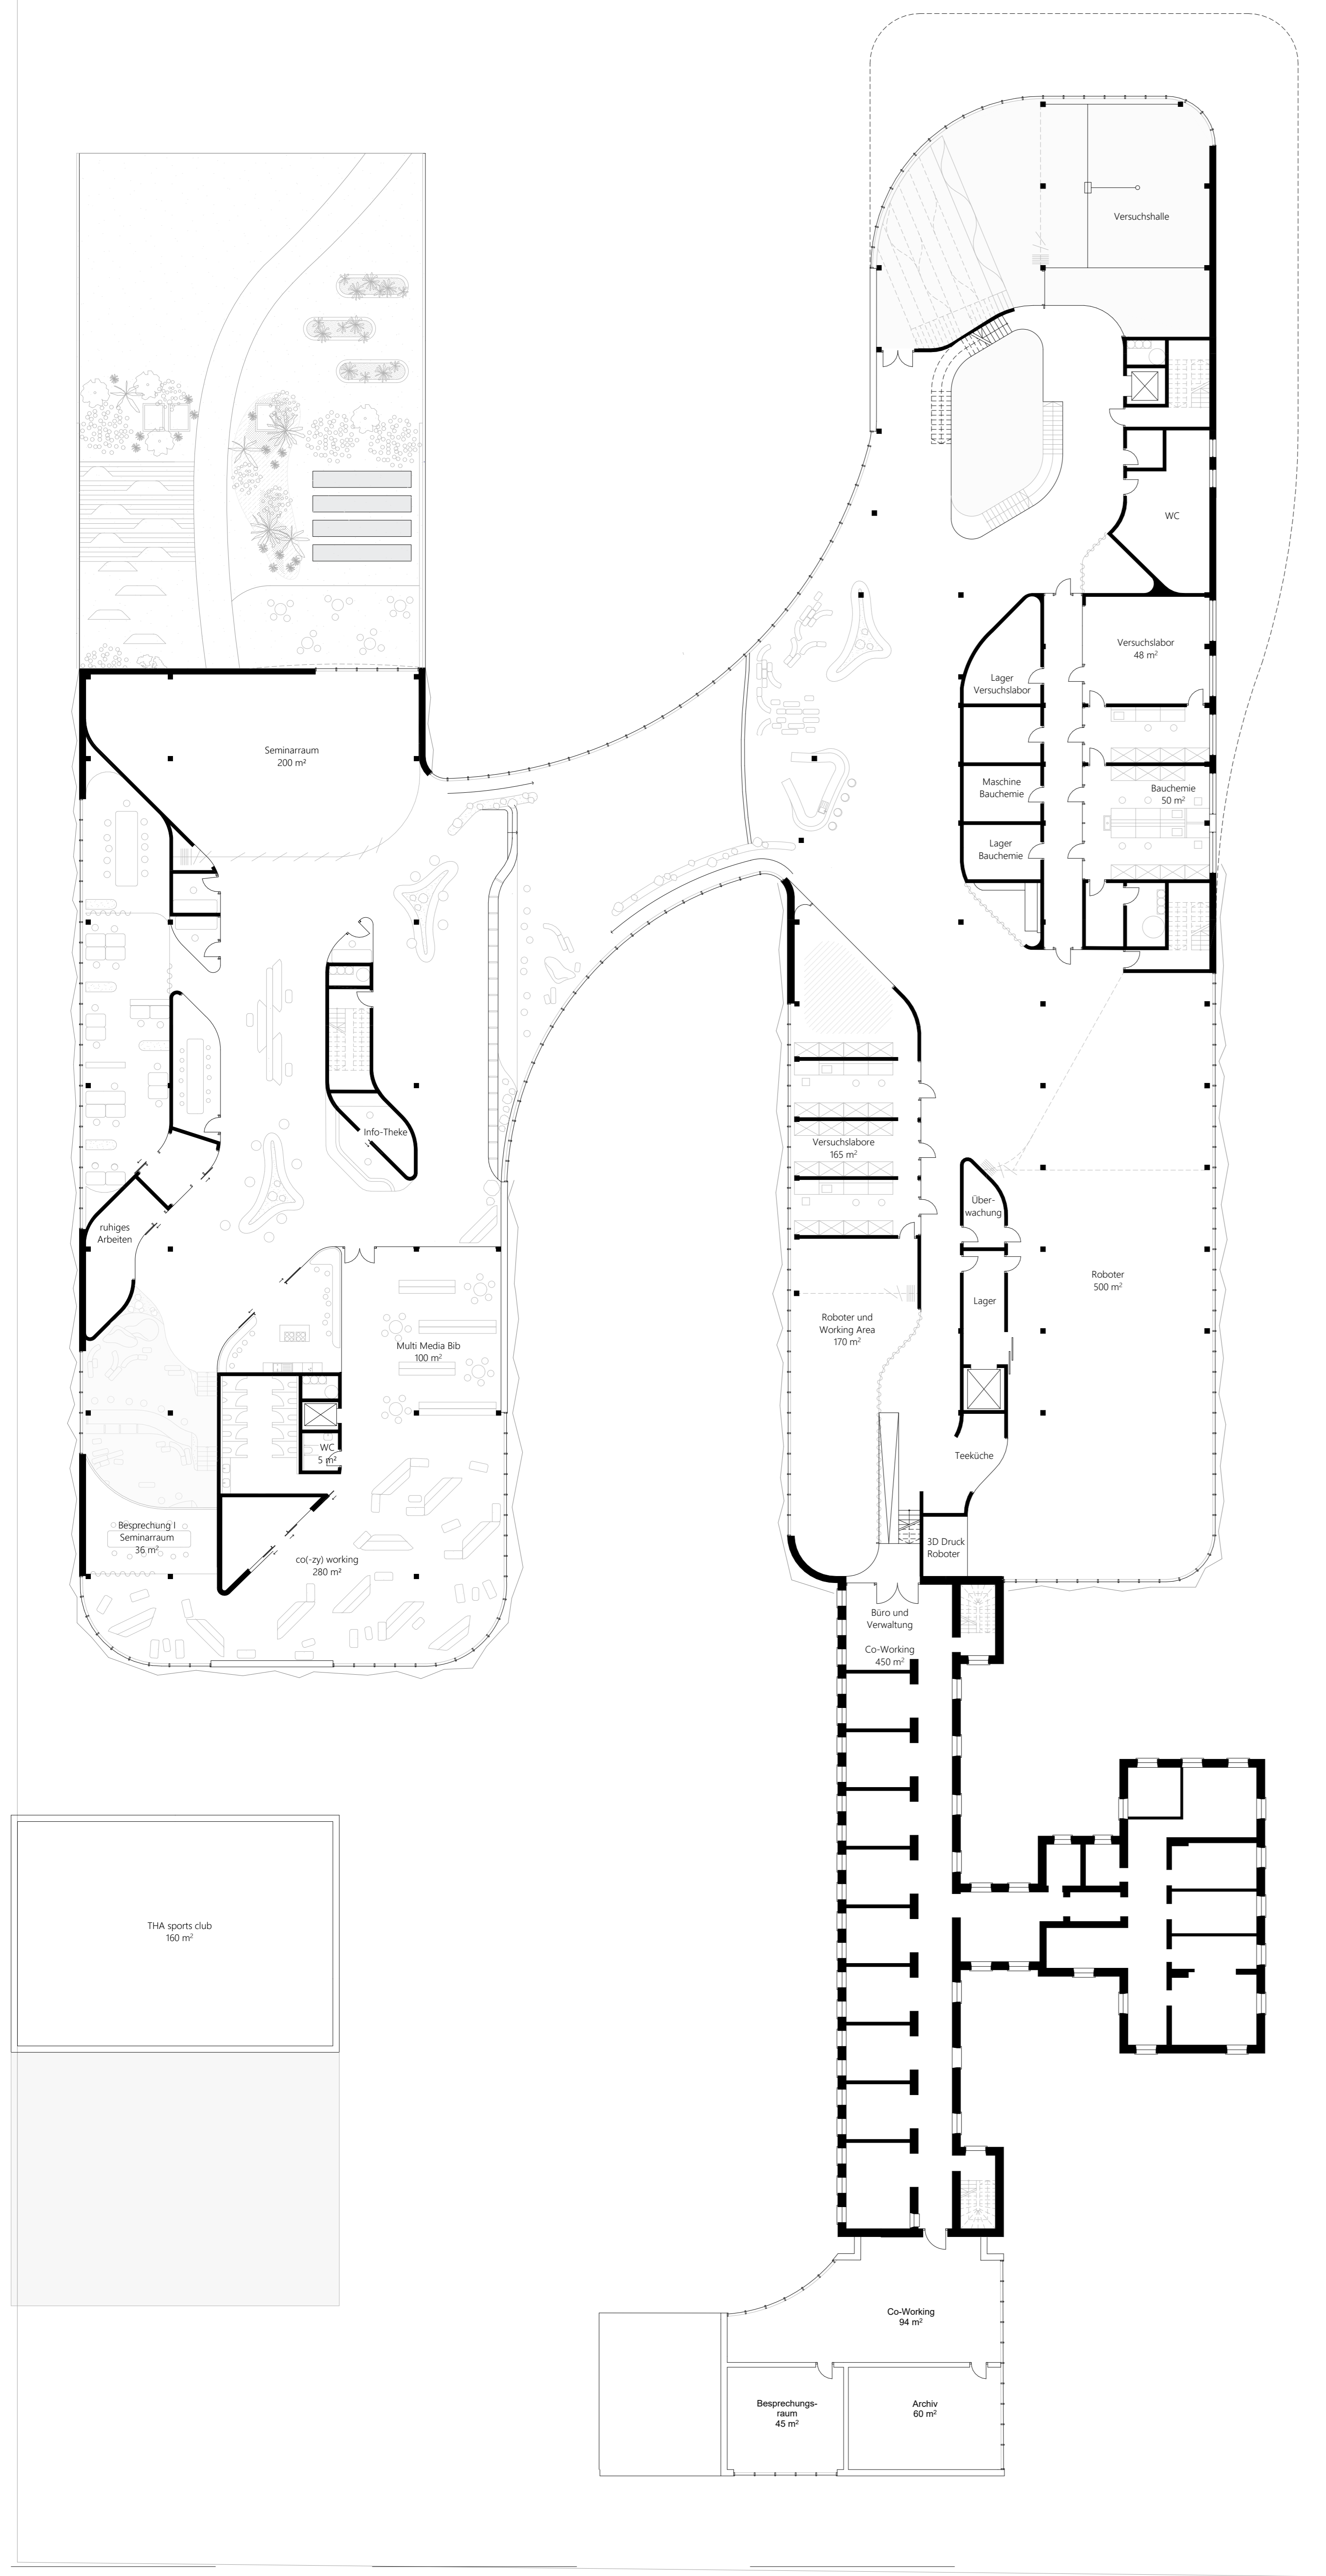 Versuchshalle
WC
Versuchslabor
48 m²
Lager
Versuchslabor
Seminarraum
200 m²
Maschine
Bauchemie
Bauchemie
50 m²
Lager
Bauchemie
Info-Theke
Versuchslabore
165 m²
Über-
wachung
ruhiges
Arbeiten
Roboter
500 m²
Lager
Roboter und
Working Area
170 m²
Multi Media Bib
100 m²
WC
5 m²
Teeküche
Besprechung I
Seminarraum
36 m²
3D Druck
Roboter
co(-zy) working
280 m²
Büro und
Verwaltung
Co-Working
450 m²
THA sports club
160 m²
Co-Working
94 m²
Besprechungs-
raum
45 m²
Archiv
60 m²